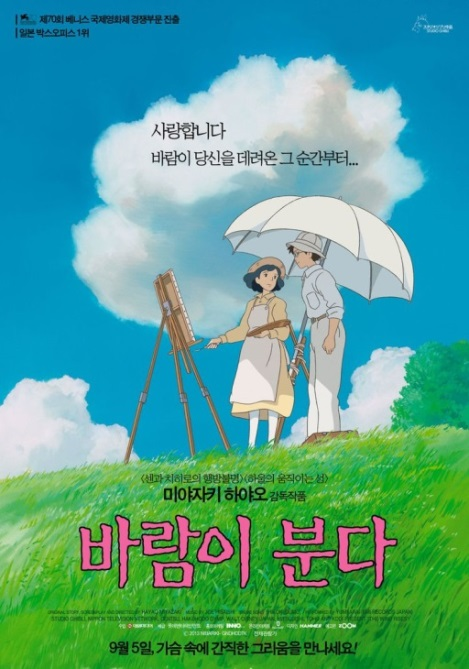 제70회 베니스 국제영화제 경쟁부문 진출
일본 박스오피스 1위
사랑합니다
바람이 당신을 데려온 그 순간부터...
<센과 치히로의 행방불명> <하울의 움직이는 성>
미야자키 하야오 감독작품
바람이 분다
9월 5일, 가슴 속에 간직한 그리움을 만나세요!